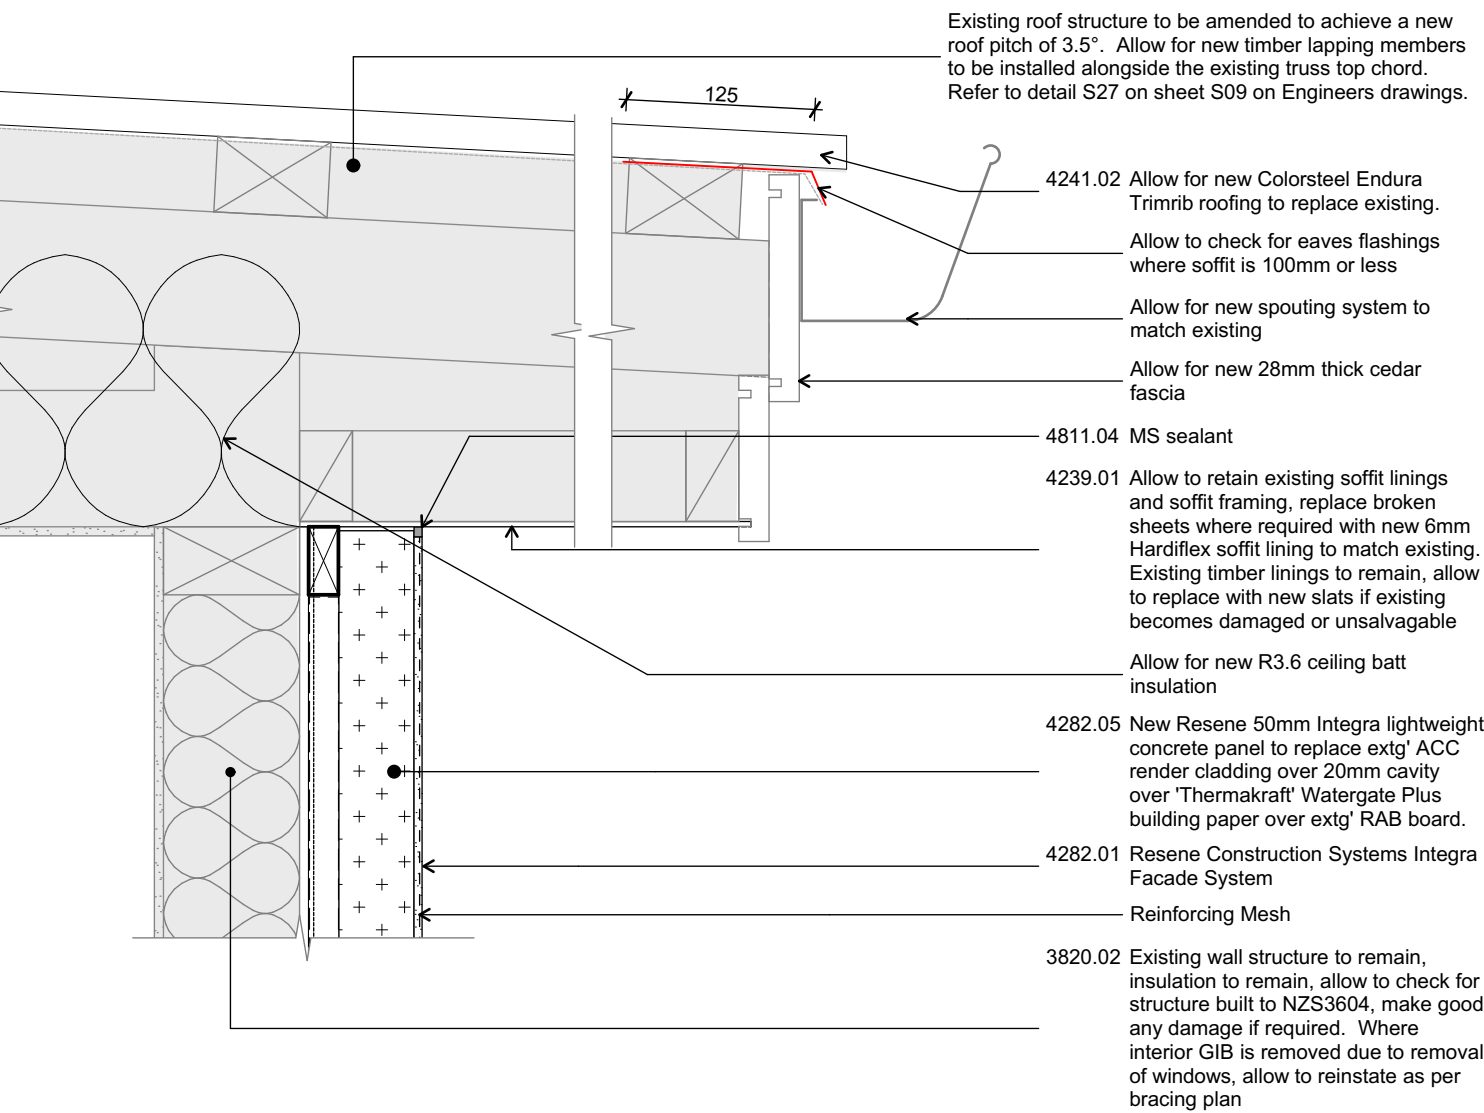 Existing roof structure to be amended to achieve a new
roof pitch of 3.5°.  Allow for new timber lapping members
to be installed alongside the existing truss top chord.
Refer to detail S27 on sheet S09 on Engineers drawings.
125
4241.02 Allow for new Colorsteel Endura
Trimrib roofing to replace existing.
Allow to check for eaves flashings
where soffit is 100mm or less
Allow for new spouting system to
match existing
Allow for new 28mm thick cedar
fascia
4811.04 MS sealant
4239.01 Allow to retain existing soffit linings
and soffit framing, replace broken
sheets where required with new 6mm
Hardiflex soffit lining to match existing.
Existing timber linings to remain, allow
to replace with new slats if existing
becomes damaged or unsalvagable
Allow for new R3.6 ceiling batt
insulation
4282.05 New Resene 50mm Integra lightweight
concrete panel to replace extg' ACC
render cladding over 20mm cavity
over 'Thermakraft' Watergate Plus
building paper over extg' RAB board.
4282.01 Resene Construction Systems Integra
Facade System
Reinforcing Mesh
3820.02 Existing wall structure to remain,
insulation to remain, allow to check for
structure built to NZS3604, make good
any damage if required.  Where
interior GIB is removed due to removal
of windows, allow to reinstate as per
bracing plan